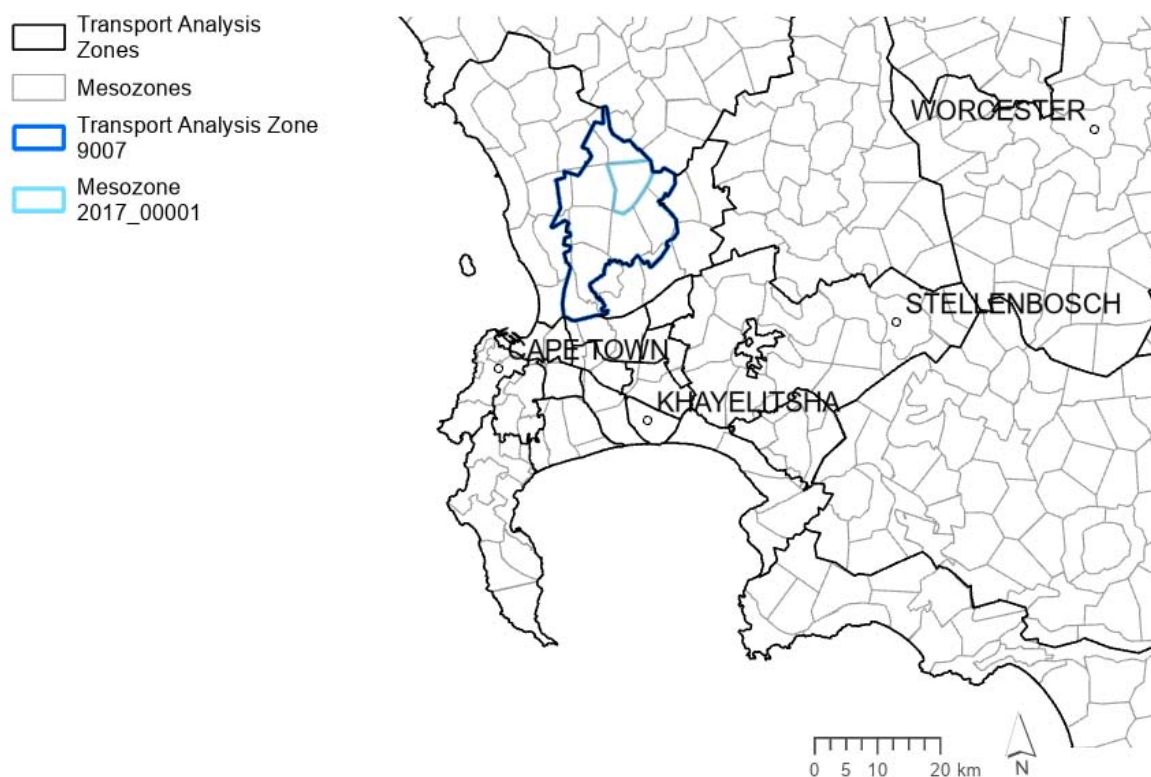 Transport Analysis
Zones
Mesozones
Transport Analysis Zone
9007
Mesozone
2017_00001
WORCESTER
STELLENBOSCH
CAPE TOWN
KHAYELITSHA
0 5 10 20 km
N